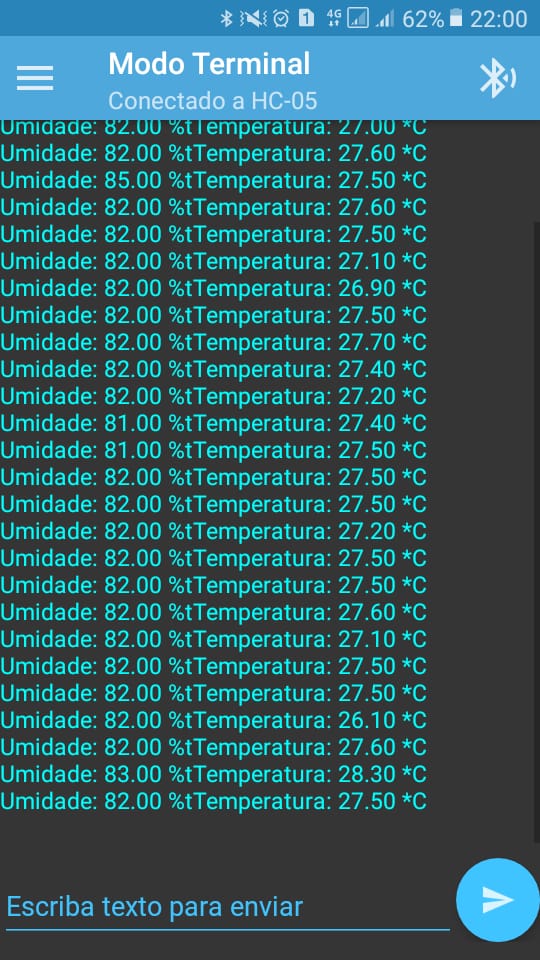 1 4G 62% 22:00
Modo Terminal
Conectado a HC-05
Umidade: 82.00 %tTemperatura: 27.00 *C
Umidade: 82.00 %tTemperatura: 27.60 *C
Umidade: 85.00 %tTemperatura: 27.50 *C
Umidade: 82.00 %tTemperatura: 27.60 *C
Umidade: 82.00 %tTemperatura: 27.50 *C
Umidade: 82.00 %tTemperatura: 27.10 *C
Umidade: 82.00 %tTemperatura: 26.90 *C
Umidade: 82.00 %tTemperatura: 27.50 *C
Umidade: 82.00 %tTemperatura: 27.70 *C
Umidade: 82.00 %tTemperatura: 27.40 *C
Umidade: 82.00 %tTemperatura: 27.20 *C
Umidade: 81.00 %tTemperatura: 27.40 *C
Umidade: 81.00 %tTemperatura: 27.50 *C
Umidade: 82.00 %tTemperatura: 27.50 *C
Umidade: 82.00 %tTemperatura: 27.50 *C
Umidade: 82.00 %tTemperatura: 27.20 *C
Umidade: 82.00 %tTemperatura: 27.50 *C
Umidade: 82.00 %tTemperatura: 27.50 *C
Umidade: 82.00 %tTemperatura: 27.60 *C
Umidade: 82.00 %tTemperatura: 27.10 *C
Umidade: 82.00 %tTemperatura: 27.50 *C
Umidade: 82.00 %tTemperatura: 27.50 *C
Umidade: 82.00 %tTemperatura: 26.10 *C
Umidade: 82.00 %tTemperatura: 27.60 *C
Umidade: 83.00 %tTemperatura: 28.30 *C
Umidade: 82.00 %tTemperatura: 27.50 *C
Escriba texto para enviar